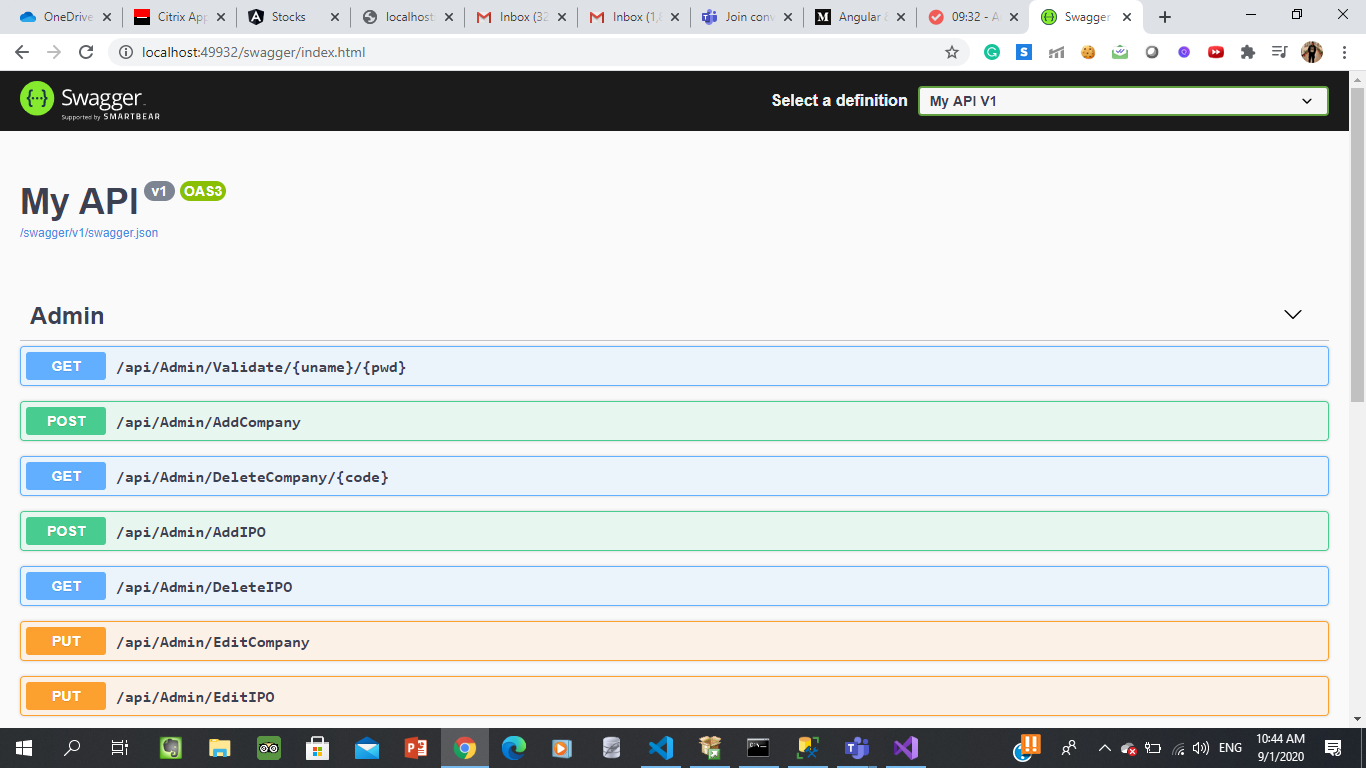 OneDrive
Citrix App
Stocks
localhost:
Inbox (32
Inbox (1,
Join conv
Angular 8
09:32 - A
Swagger
localhost:49932/swagger/index.html
Swagger
Supported by SMARTBEAR
Select a definition
My API V1
My API v1 OAS3
/swagger/v1/swagger.json
Admin
GET /api/Admin/Validate/{uname}/{pwd}
POST /api/Admin/AddCompany
GET /api/Admin/DeleteCompany/{code}
POST /api/Admin/AddIPO
GET /api/Admin/DeleteIPO
PUT /api/Admin/EditCompany
PUT /api/Admin/EditIPO
ENG
10:44 AM
9/1/2020